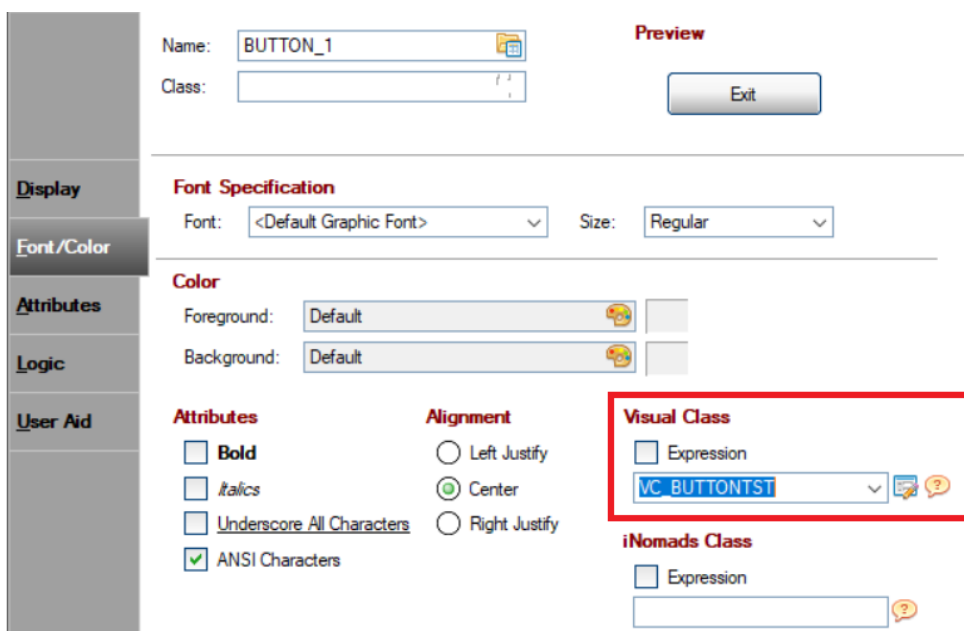 Name: BUTTON_1
Class:
Preview
Exit
Display
Font/Color
Attributes
Logic
User Aid
Font Specification
Font: <Default Graphic Font> Size: Regular
Color
Foreground: Default
Background: Default
Attributes
Bold
Italics
Underscore All Characters
ANSI Characters
Alignment
Left Justify
Center
Right Justify
Visual Class
Expression
VC_BUTTONTST
iNomads Class
Expression